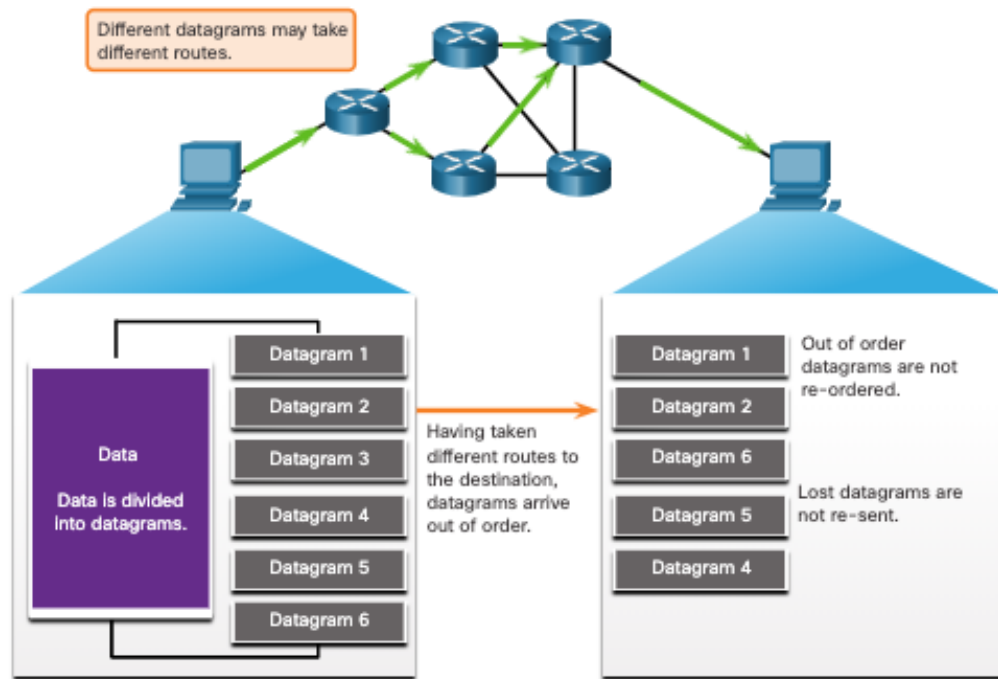 Different datagrams may take
different routes.
Data
Data is divided
into datagrams.
Datagram 1
Datagram 2
Datagram 3
Datagram 4
Datagram 5
Datagram 6
Having taken
different routes to
the destination,
datagrams arrive
out of order.
Datagram 1
Datagram 2
Datagram 6
Datagram 5
Datagram 4
Out of order
datagrams are not
re-ordered.
Lost datagrams are
not re-sent.